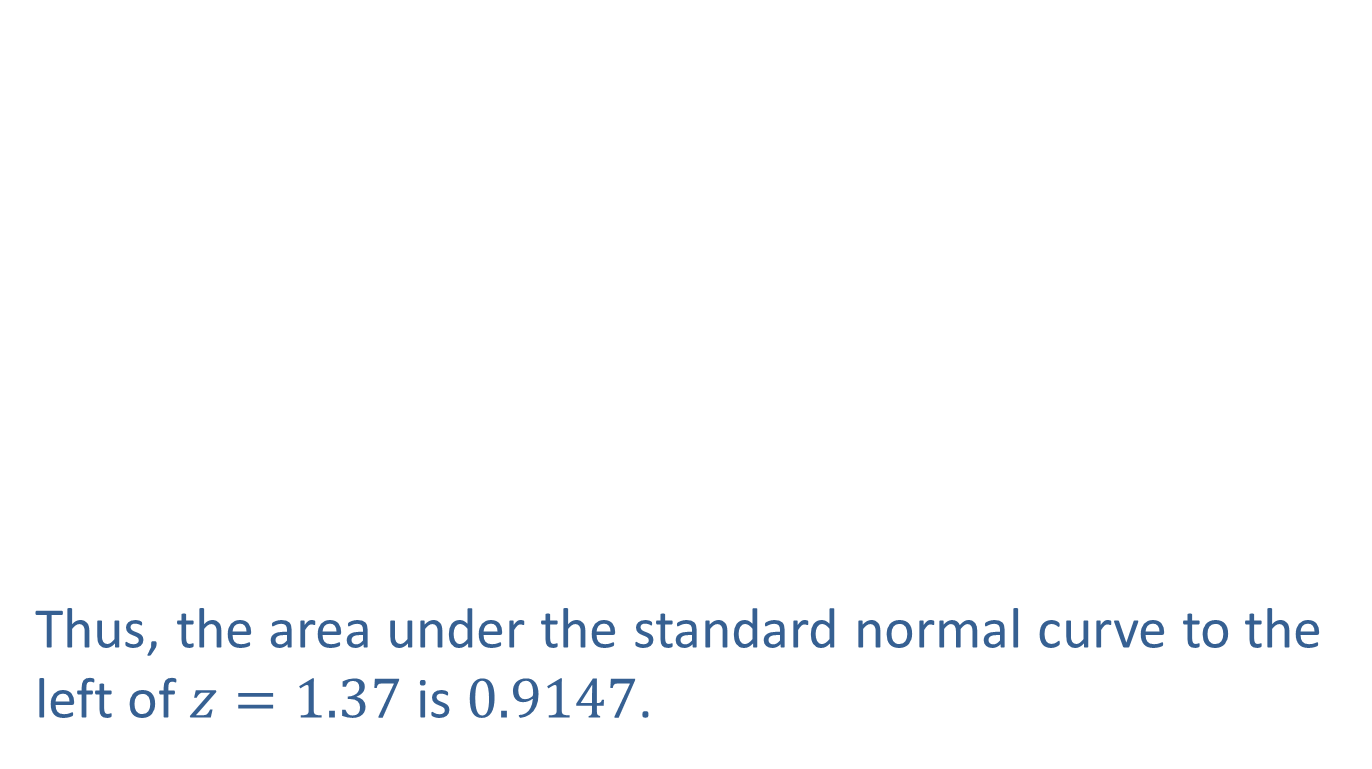 Thus, the area under the standard normal curve to the
left of z = 1.37 is 0.9147.